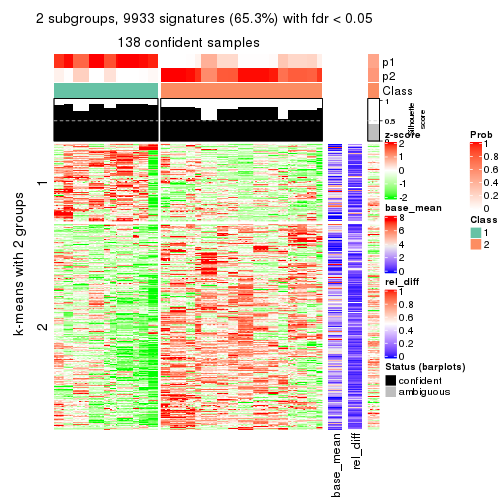 2 subgroups, 9933 signatures (65.3%) with fdr < 0.05
138 confident samples
p1
p2
Class
1
0.5
0
Silhouette
score
k-means with 2 groups
1
2
z-score
2
1
0
-1
-2
base_mean
8
6
4
2
0
rel_diff
1
0.8
0.6
0.4
0.2
0
Status (barplots)
confident
ambiguous
Prob
1
0.8
0.6
0.4
0.2
0
Class
1
2
base_mean
rel_diff